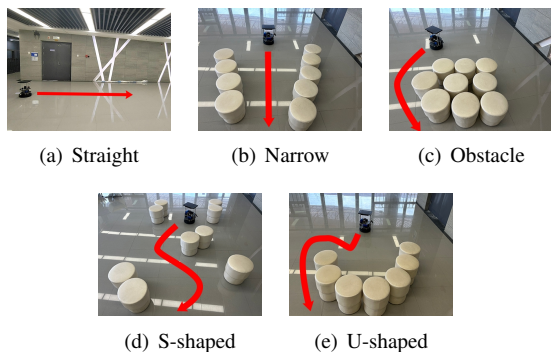 (a) Straight
(b) Narrow
(c) Obstacle
(d) S-shaped
(e) U-shaped